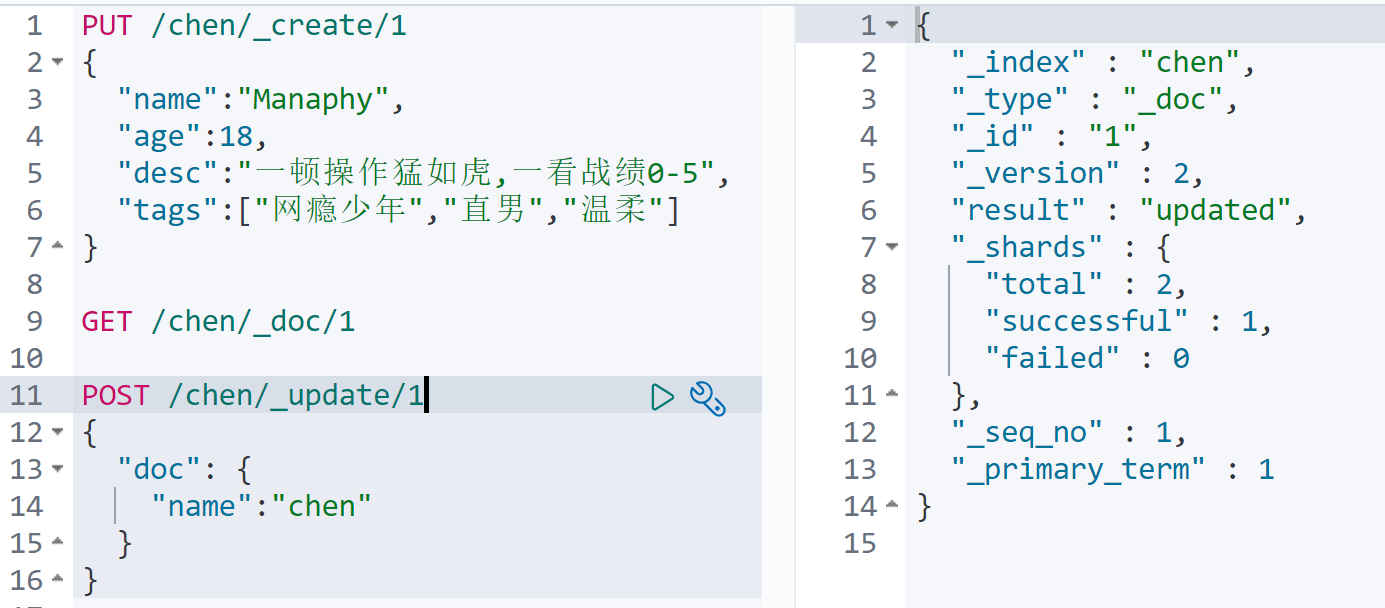 1 PUT /chen/_create/1
2 {
3 "name":"Manaphy",
4 "age":18,
5 "desc":"一顿操作猛如虎,一看战绩0-5",
6 "tags":["网瘾少年","直男","温柔"]
7 }
8
9 GET /chen/_doc/1
10
11 POST /chen/_update/1
12 {
13 "doc": {
14 "name":"chen"
15 }
16 }
1 {
2 "_index" : "chen",
3 "_type" : "_doc",
4 "_id" : "1",
5 "_version" : 2,
6 "result" : "updated",
7 "_shards" : {
8 "total" : 2,
9 "successful" : 1,
10 "failed" : 0
11 },
12 "_seq_no" : 1,
13 "_primary_term" : 1
14 }
15